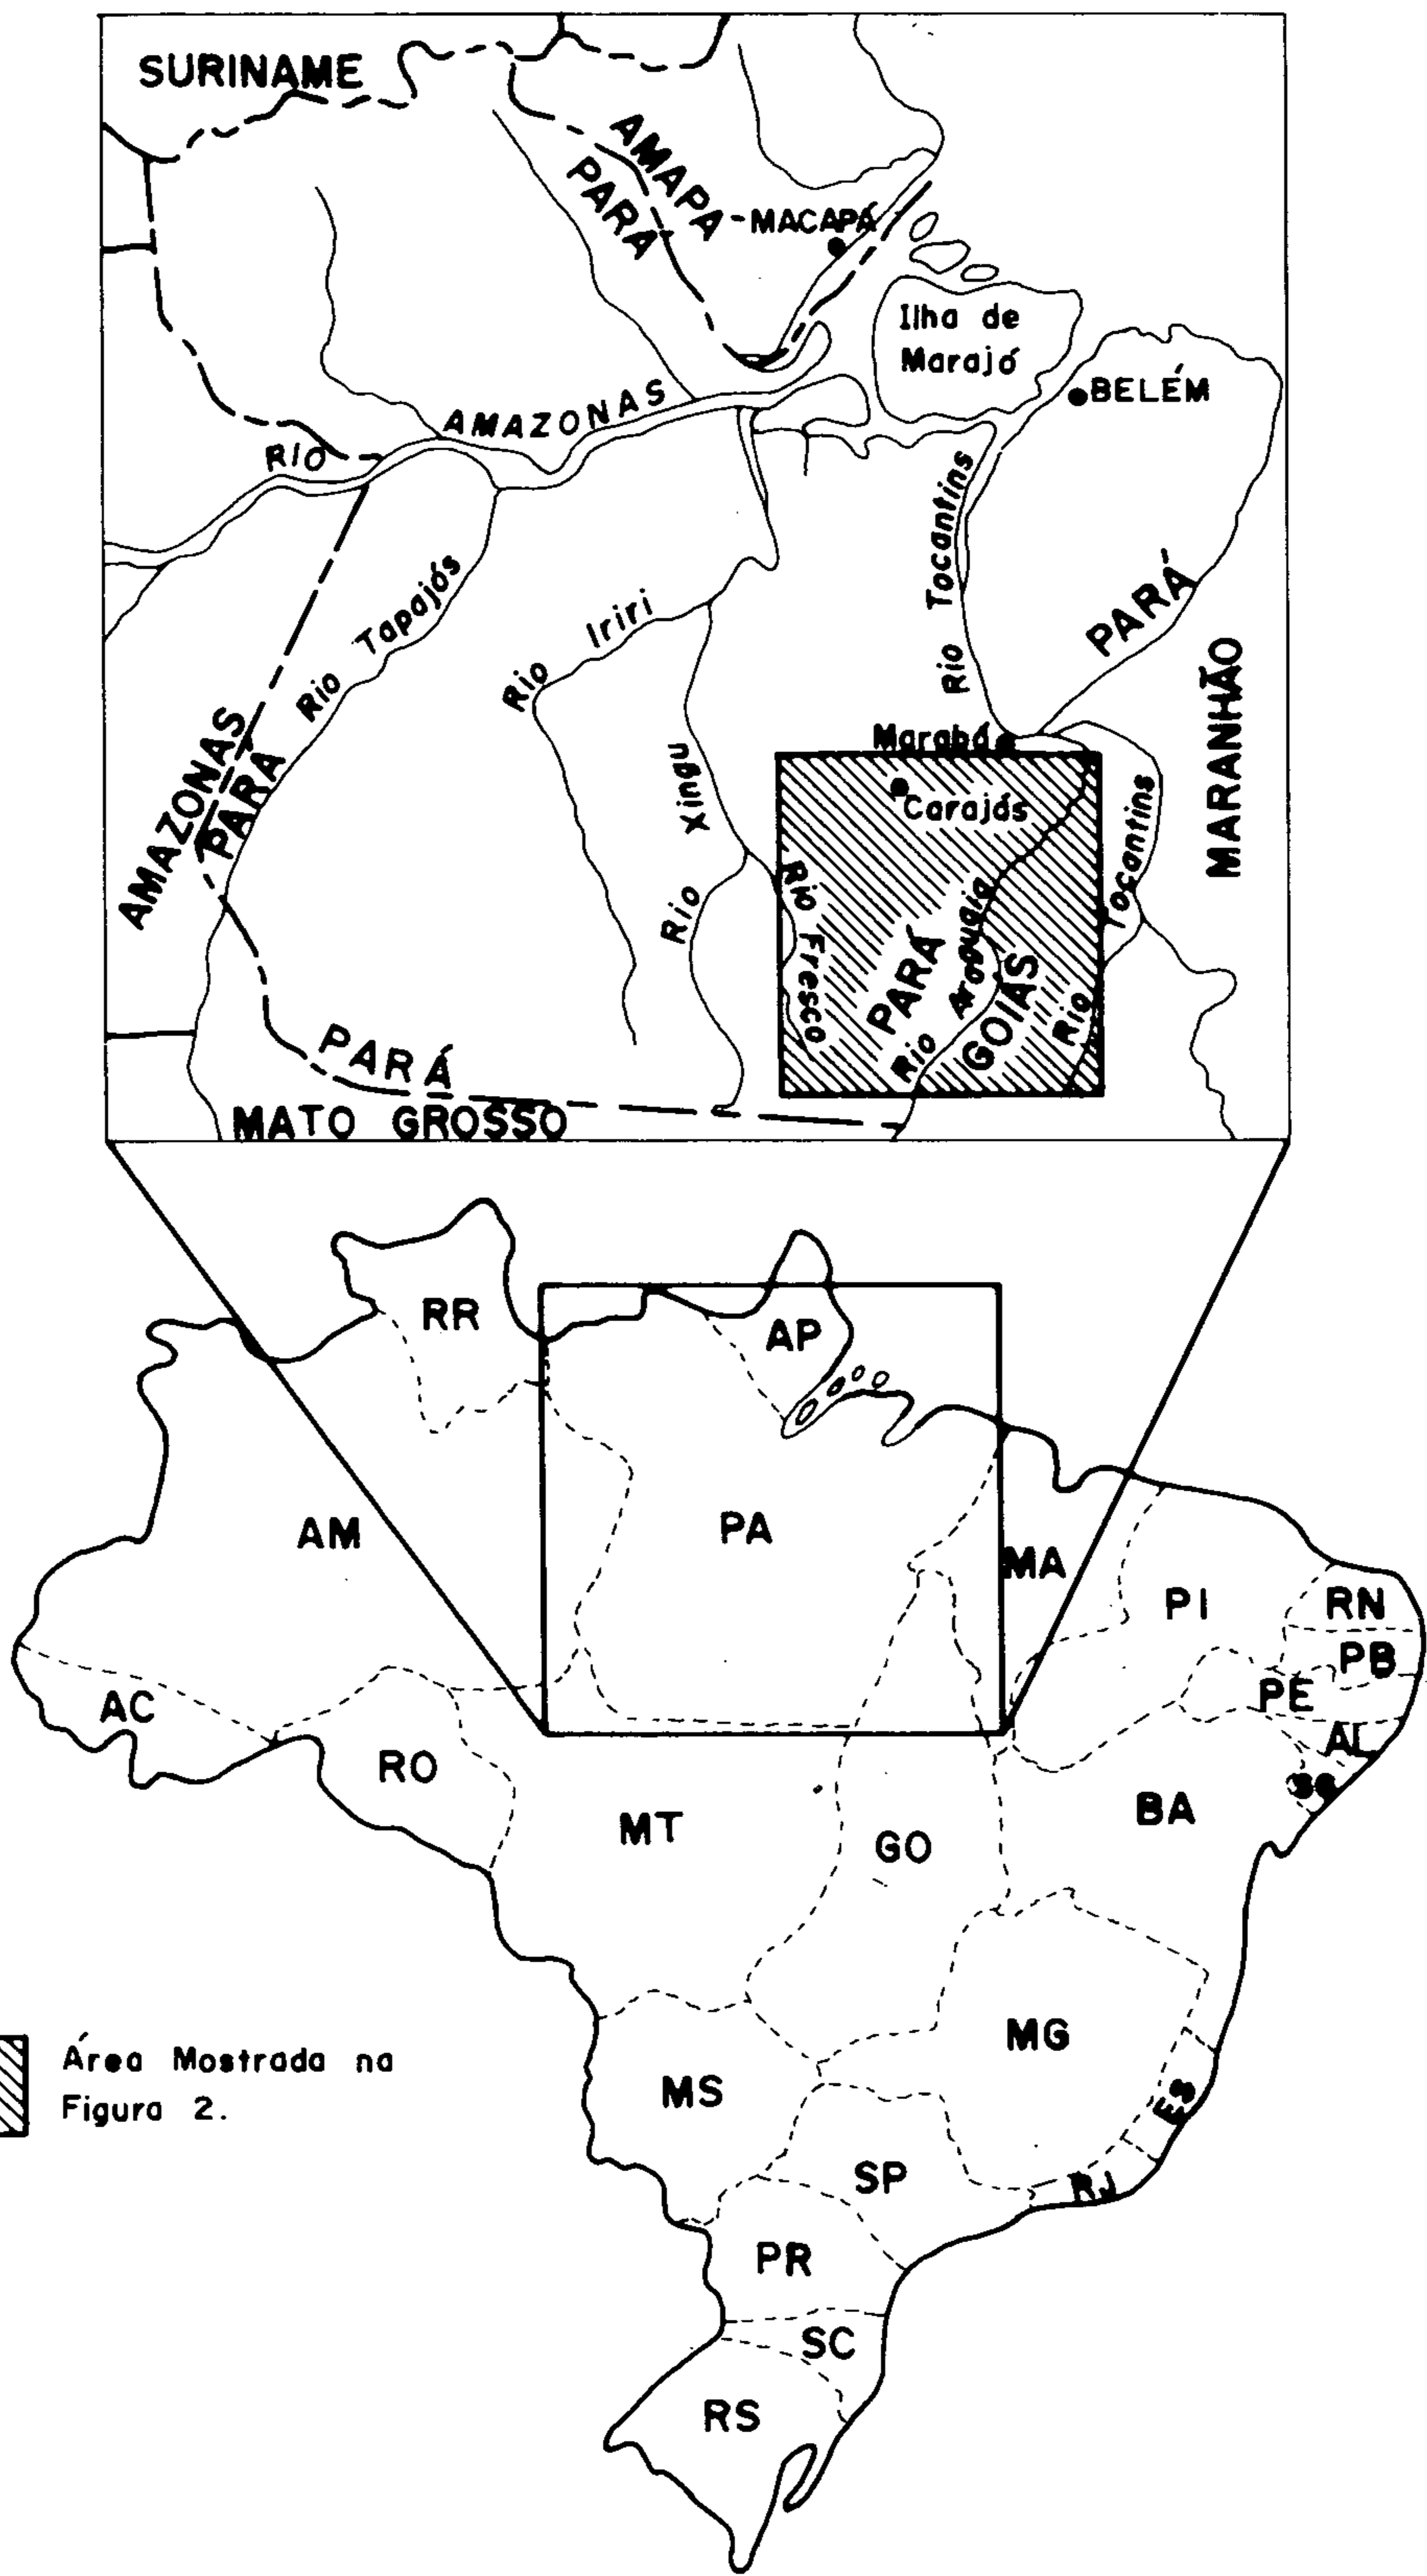 SURINAME
AMAPÁ
PARÁ
-MACAPÁ
Ilha de
Marajó
BELÉM
RIO AMAZONAS
Rio Tapajós
Rio Iriri
Rio Tocantins
PARÁ
MARANHÃO
AMAZONAS
PARÁ
Rio Xingu
Marabá
Carajás
Rio Fresco
PARÁ
Rio Araguaia
GOIÁS
Rio Tocantins
PARÁ
MATO GROSSO
RR
AP
AM
PA
MA
PI
RN
PB
PE
AC
AL
RO
SG
MT
GO
BA
MG
Área Mostrada na
Figura 2.
MS
ES
SP
RJ
PR
SC
RS